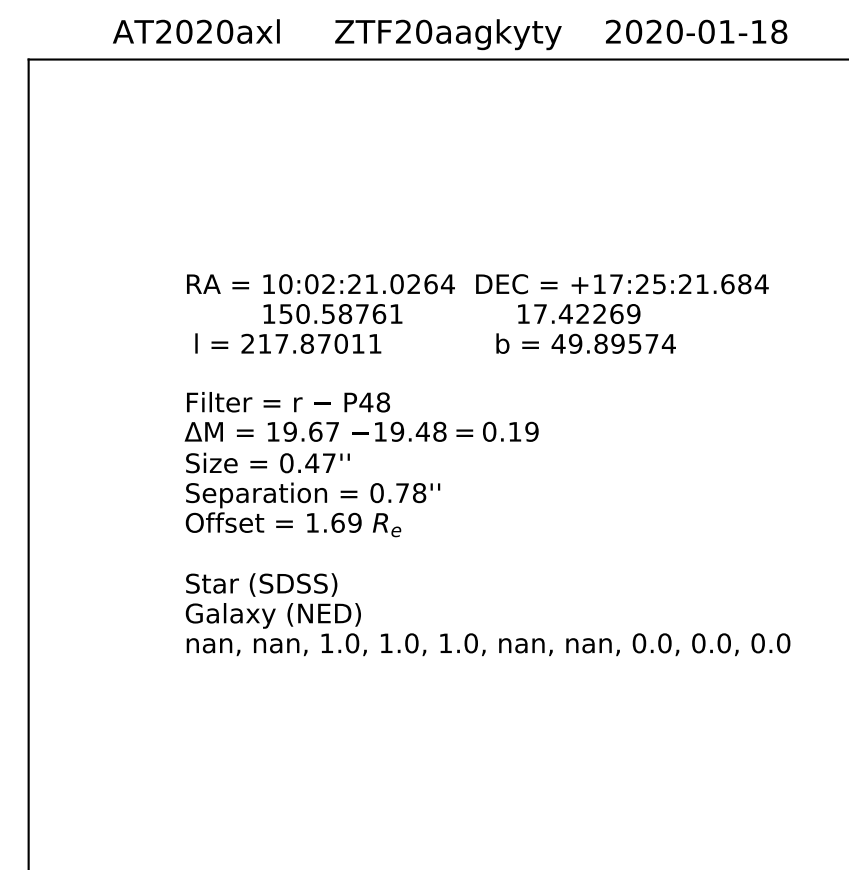 AT2020axl ZTF20aagkyty 2020-01-18
RA = 10:02:21.0264 DEC = +17:25:21.684
150.58761 17.42269
l = 217.87011 b = 49.89574
Filter = r − P48
ΔM = 19.67 −19.48 = 0.19
Size = 0.47''
Separation = 0.78''
Offset = 1.69 Rₑ
Star (SDSS)
Galaxy (NED)
nan, nan, 1.0, 1.0, 1.0, nan, nan, 0.0, 0.0, 0.0